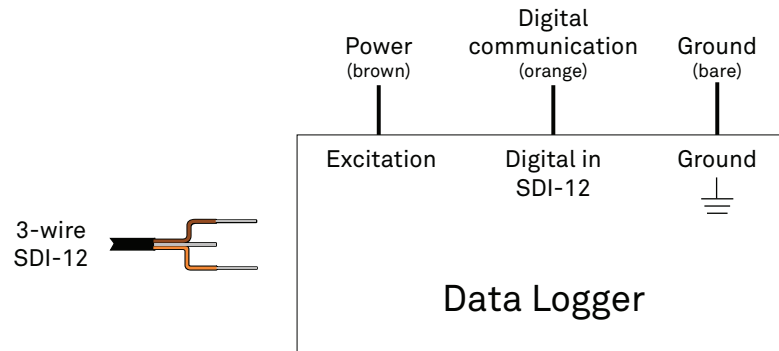 Power
(brown)
Digital
communication
(orange)
Ground
(bare)
Excitation
Digital in
SDI-12
Ground
3-wire
SDI-12
Data Logger